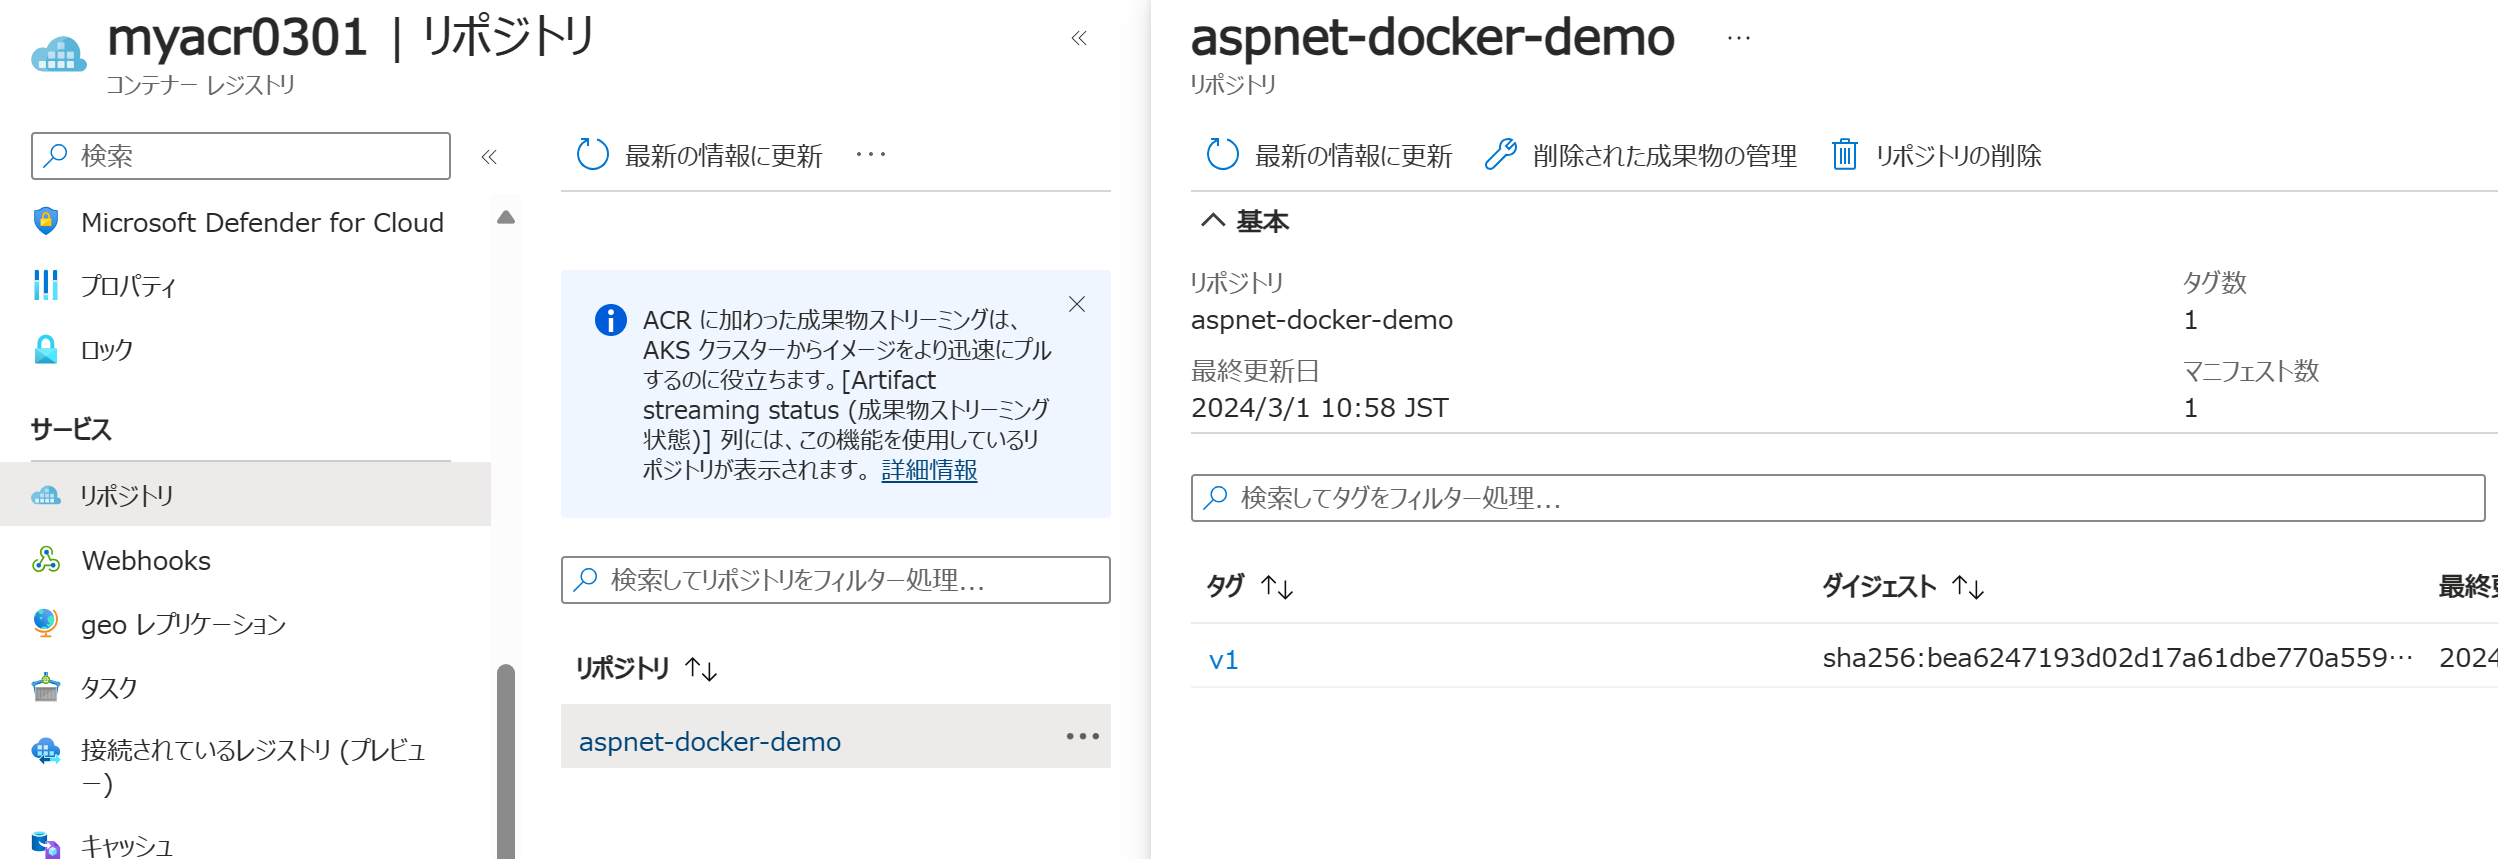 myacr0301 | リポジトリ
コンテナー レジストリ
検索
Microsoft Defender for Cloud
プロパティ
ロック
サービス
リポジトリ
Webhooks
geo レプリケーション
タスク
接続されているレジストリ (プレビュ
ー)
キャッシュ
最新の情報に更新
ACR に加わった成果物ストリーミングは、
AKS クラスターからイメージをより迅速にプル
するのに役立ちます。[Artifact
streaming status (成果物ストリーミング
状態)] 列には、この機能を使用しているリ
ポジトリが表示されます。 詳細情報
検索してリポジトリをフィルター処理...
リポジトリ ↑↓
aspnet-docker-demo
aspnet-docker-demo
リポジトリ
最新の情報に更新 削除された成果物の管理 リポジトリの削除
基本
リポジトリ
aspnet-docker-demo
最終更新日
2024/3/1 10:58 JST
タグ数
1
マニフェスト数
1
検索してタグをフィルター処理...
タグ ↑↓ ダイジェスト ↑↓ 最終
v1 sha256:bea6247193d02d17a61dbe770a559… 2024